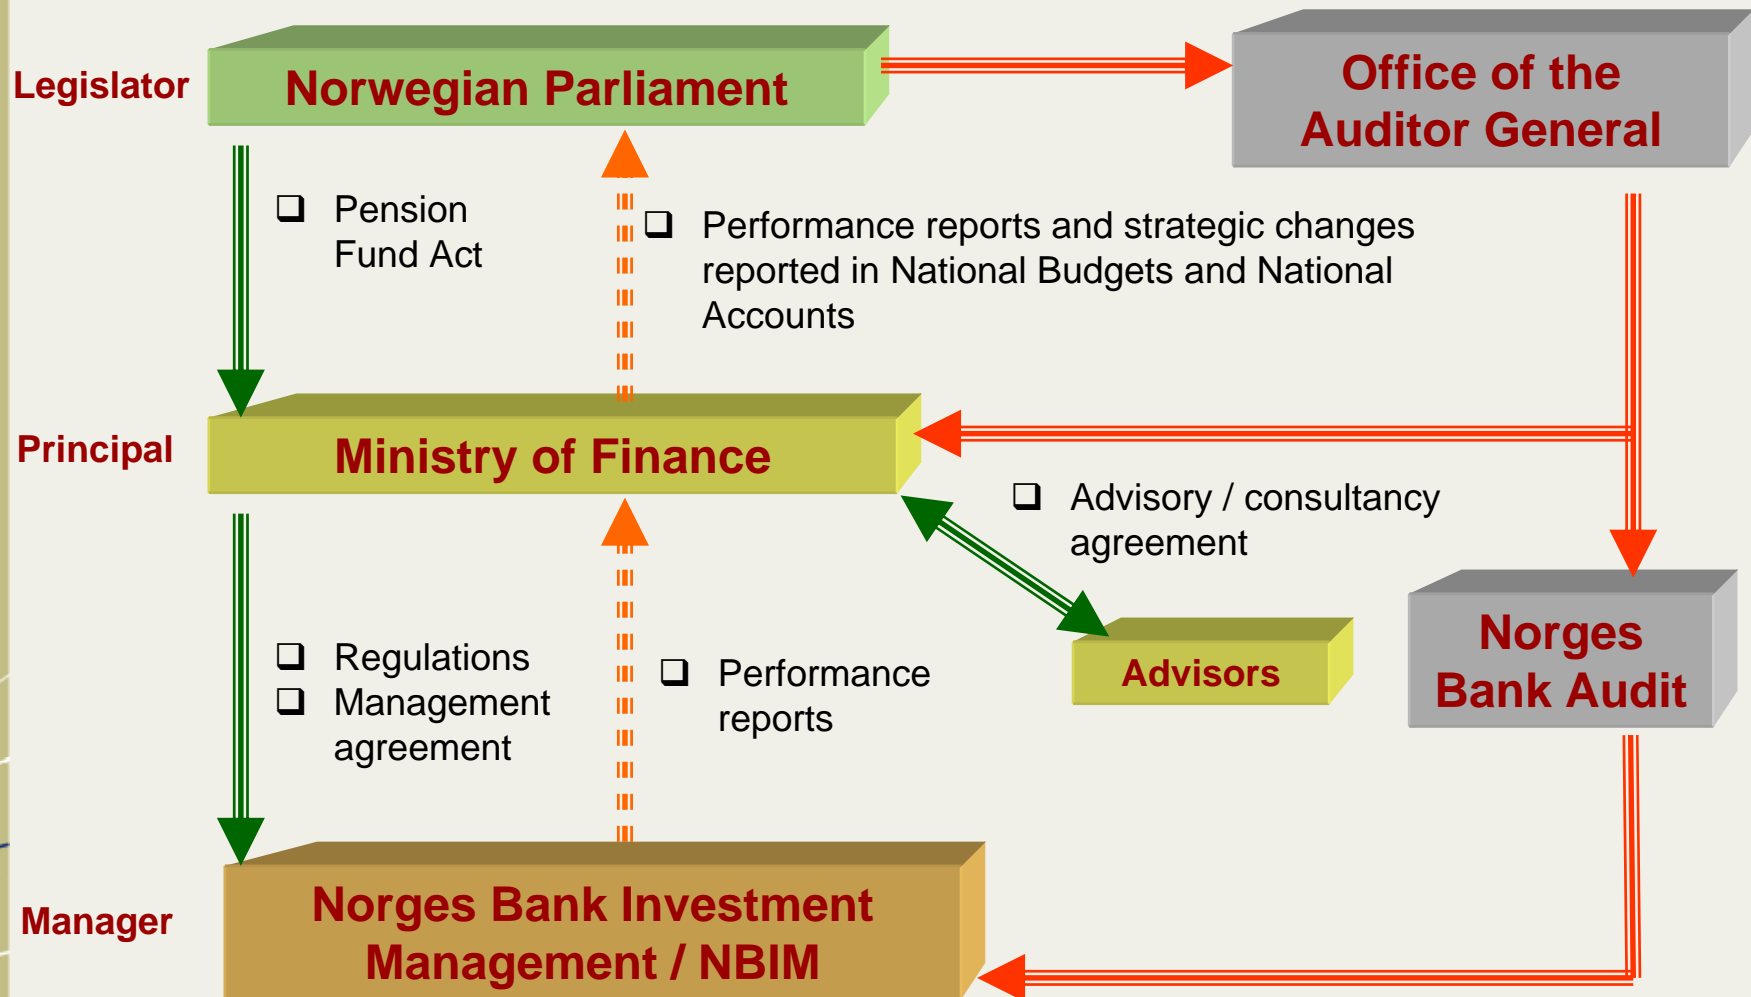 Legislator
Norwegian Parliament
Office of the
Auditor General
❑ Pension
Fund Act
❑ Performance reports and strategic changes
reported in National Budgets and National
Accounts
Principal
Ministry of Finance
❑ Advisory / consultancy
agreement
Advisors
Norges
Bank Audit
❑ Regulations
❑ Management
agreement
❑ Performance
reports
Manager
Norges Bank Investment
Management / NBIM